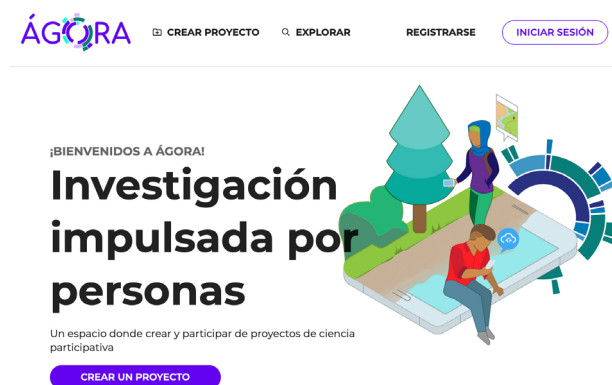 ÁGORA
CREAR PROYECTO
EXPLORAR
REGISTRARSE
INICIAR SESIÓN
¡BIENVENIDOS A ÁGORA!
Investigación
impulsada por
personas
Un espacio donde crear y participar de proyectos de ciencia
participativa
CREAR UN PROYECTO